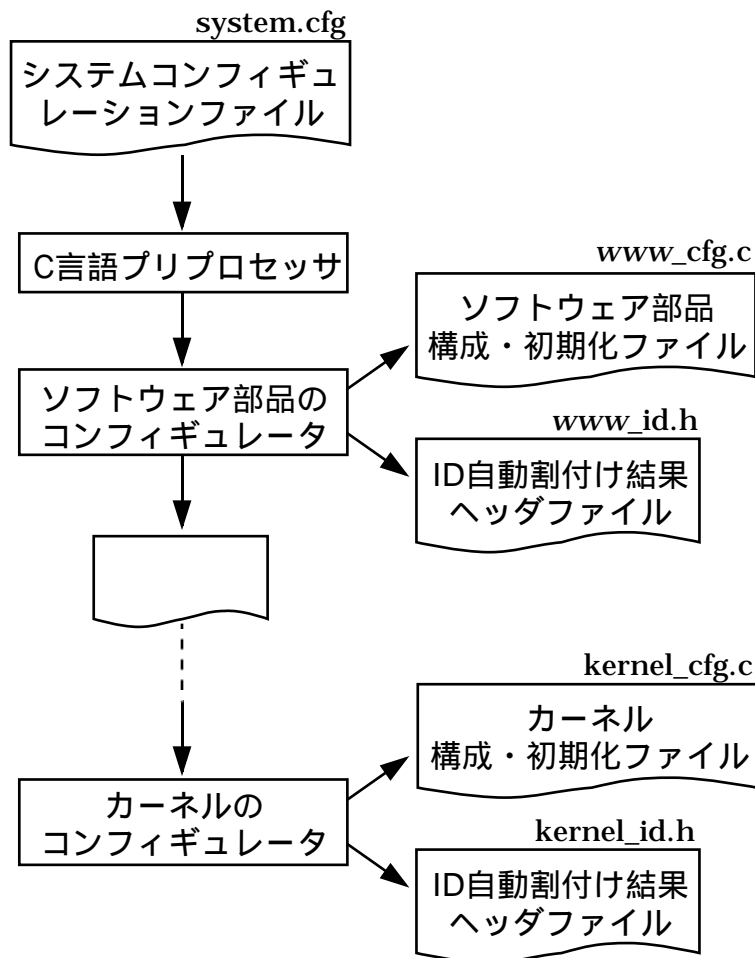 system.cfg
システムコンフィギュ
レーションファイル
C言語プリプロセッサ
www_cfg.c
ソフトウェア部品
構成・初期化ファイル
ソフトウェア部品の
コンフィギュレータ
www_id.h
ID自動割付け結果
ヘッダファイル
kernel_cfg.c
カーネル
構成・初期化ファイル
カーネルの
コンフィギュレータ
kernel_id.h
ID自動割付け結果
ヘッダファイル